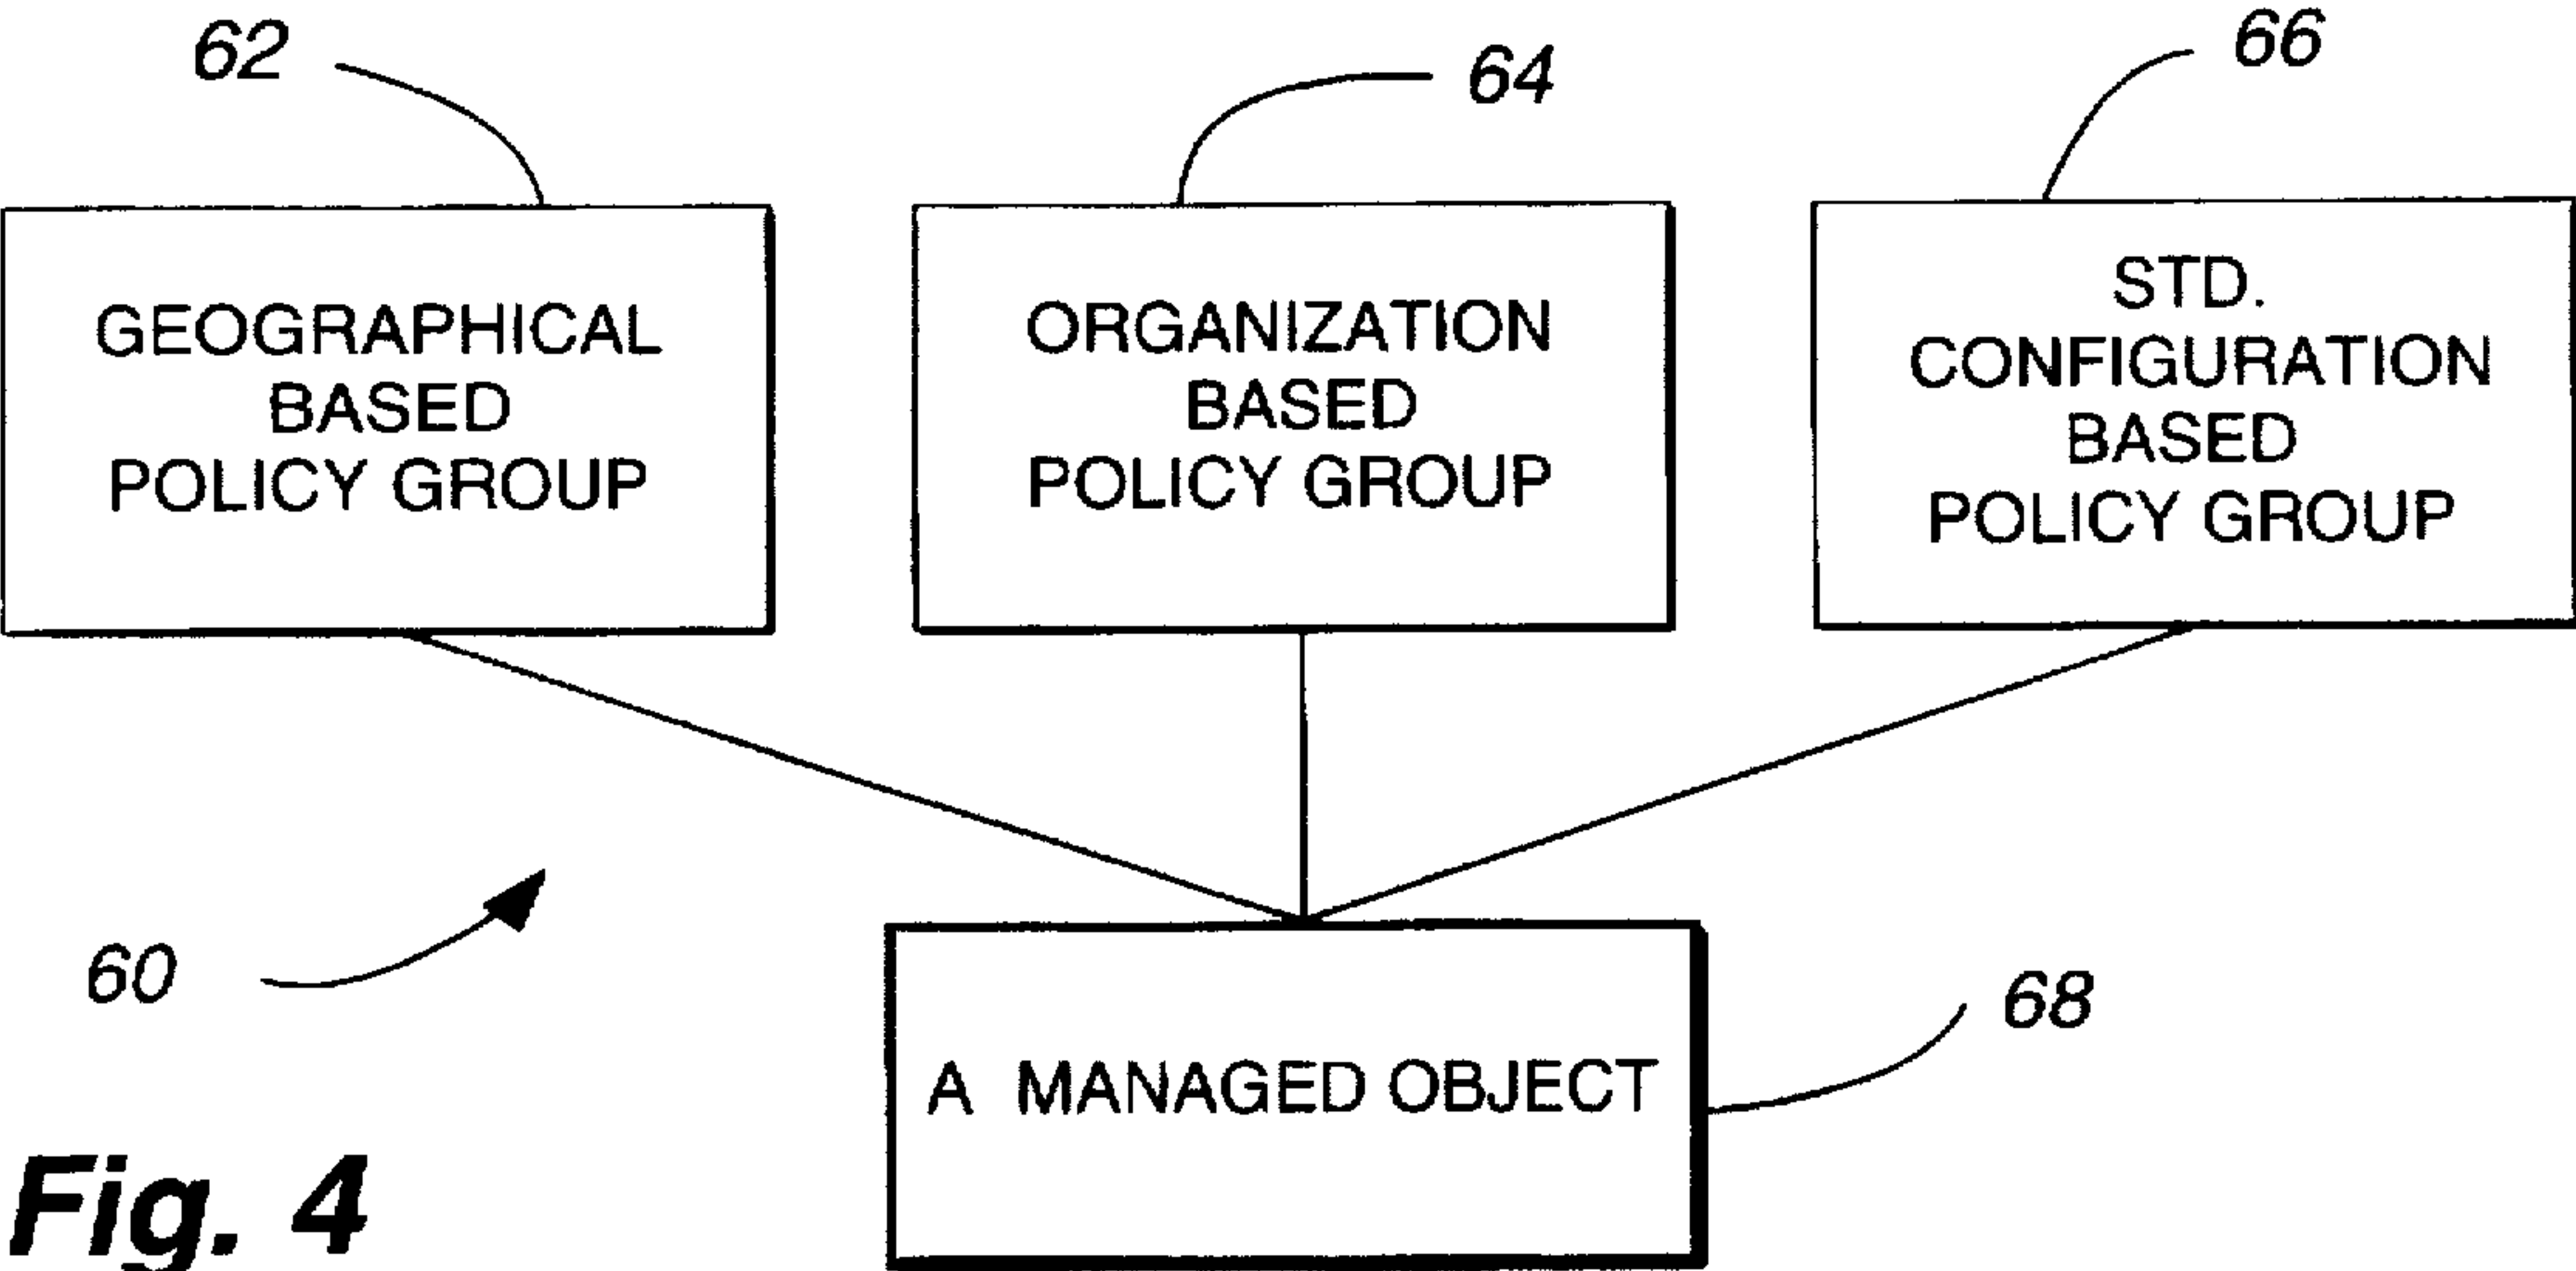 62
64
66
GEOGRAPHICAL
BASED
POLICY GROUP
ORGANIZATION
BASED
POLICY GROUP
STD.
CONFIGURATION
BASED
POLICY GROUP
60
A MANAGED OBJECT
68
Fig. 4